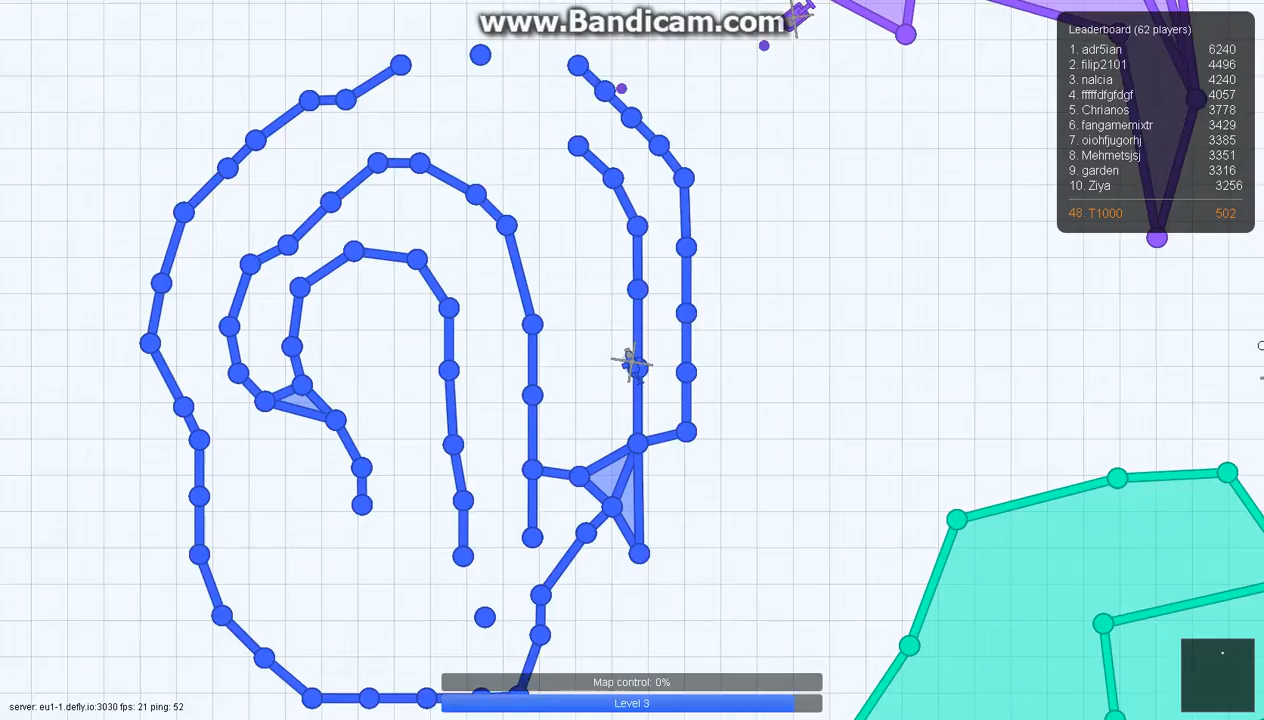 www.Bandicam.com
Leaderboard (62 players)
1. adr5ian 6240
2. filip2101 4496
3. nalcia 4240
4. fffffdfgfdgf 4057
5. Chrianos 3778
6. fangamemixtr 3429
7. oiohfjugorhj 3385
8. Mehmetsjsj 3351
9. garden 3316
10. Ziya 3256
48. T1000 502
Map control: 0%
Level 3
server: eu1-1.defly.io:3030 fps: 21 ping: 52